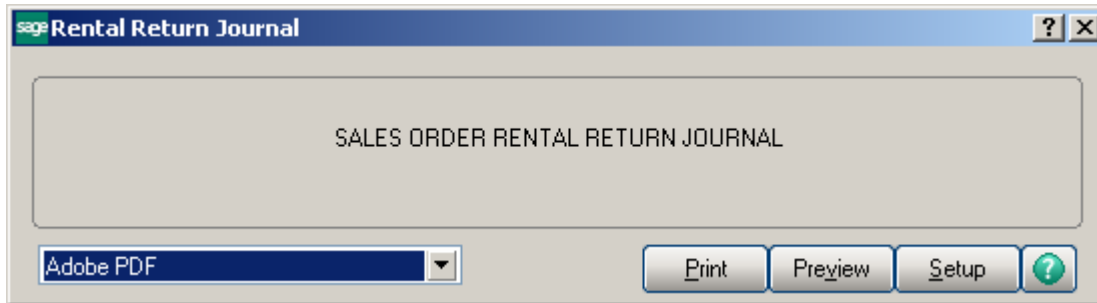 sage Rental Return Journal
SALES ORDER RENTAL RETURN JOURNAL
Adobe PDF
Print
Preview
Setup